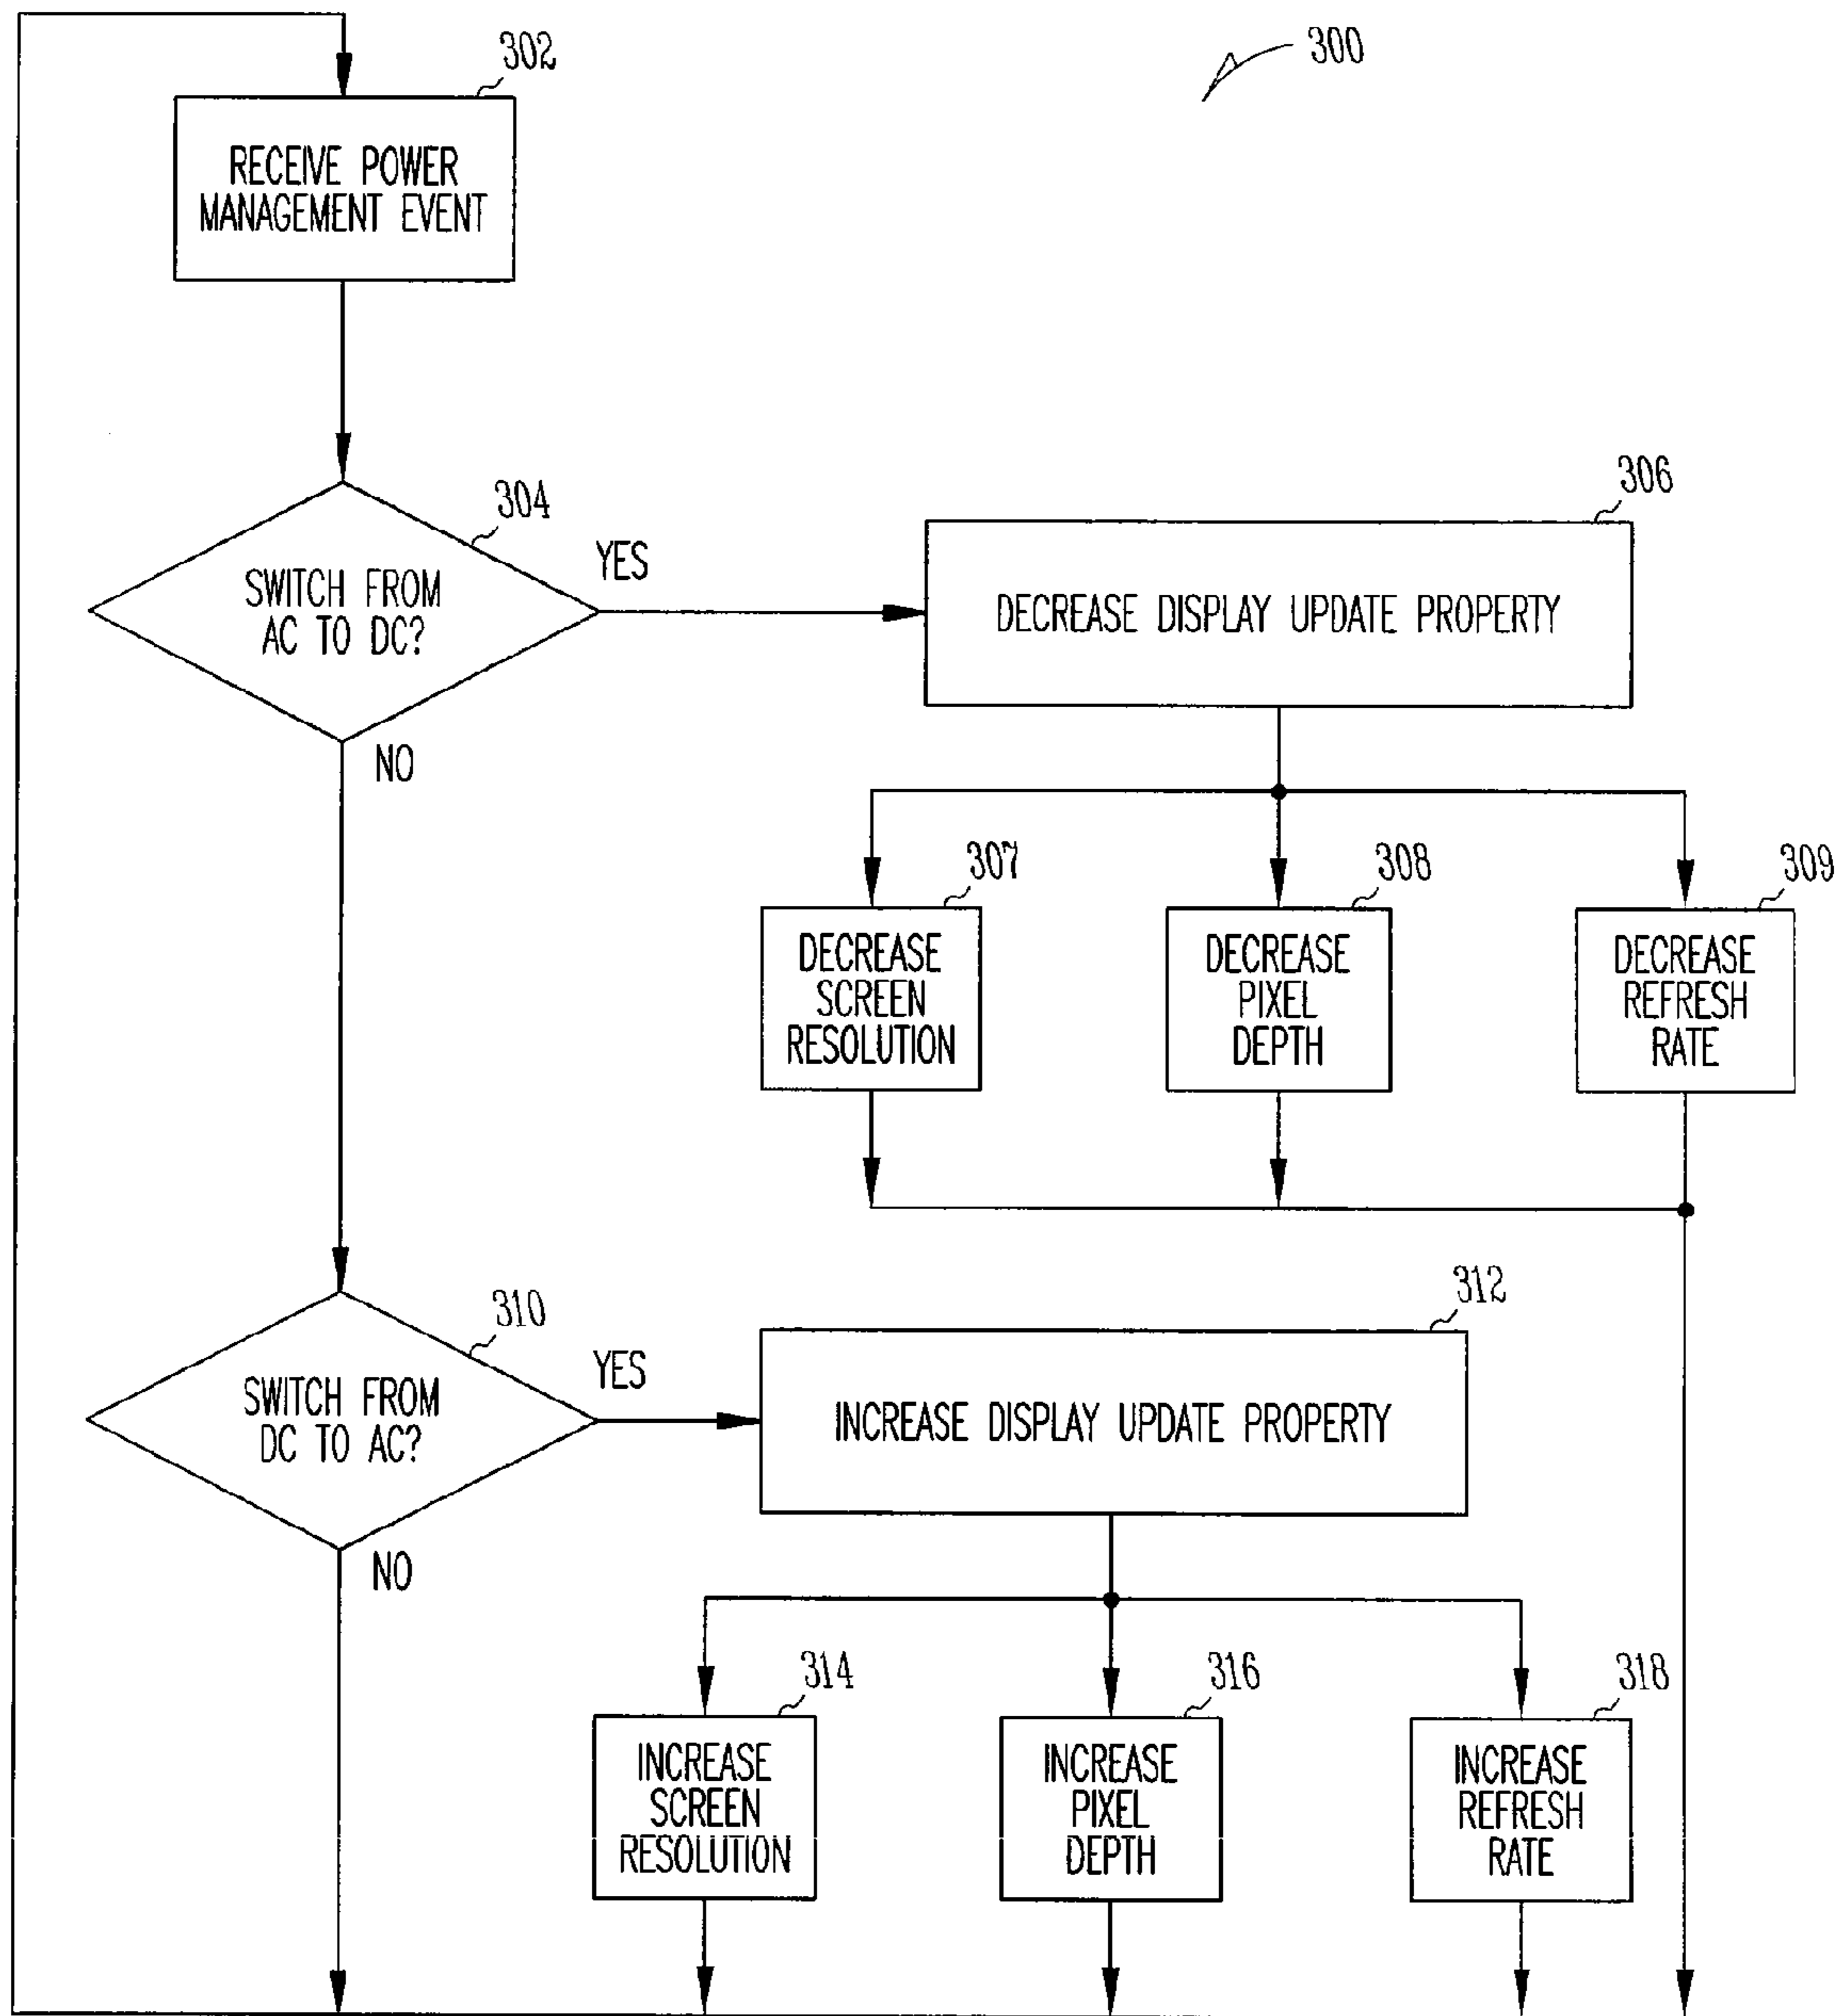 300
302
RECEIVE POWER
MANAGEMENT EVENT
304
SWITCH FROM
AC TO DC?
YES
NO
306
DECREASE DISPLAY UPDATE PROPERTY
307
DECREASE
SCREEN
RESOLUTION
308
DECREASE
PIXEL
DEPTH
309
DECREASE
REFRESH
RATE
310
SWITCH FROM
DC TO AC?
YES
NO
312
INCREASE DISPLAY UPDATE PROPERTY
314
INCREASE
SCREEN
RESOLUTION
316
INCREASE
PIXEL
DEPTH
318
INCREASE
REFRESH
RATE